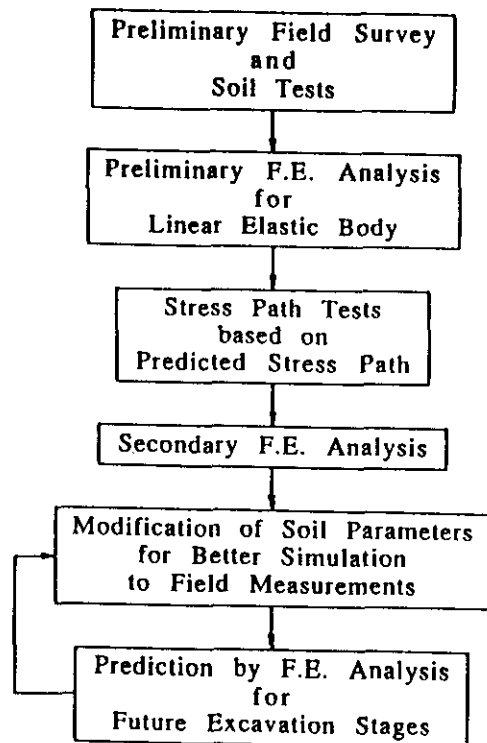 Preliminary Field Survey
and
Soil Tests
Preliminary F.E. Analysis
for
Linear Elastic Body
Stress Path Tests
based on
Predicted Stress Path
Secondary F.E. Analysis
Modification of Soil Parameters
for Better Simulation
to Field Measurements
Prediction by F.E. Analysis
for
Future Excavation Stages